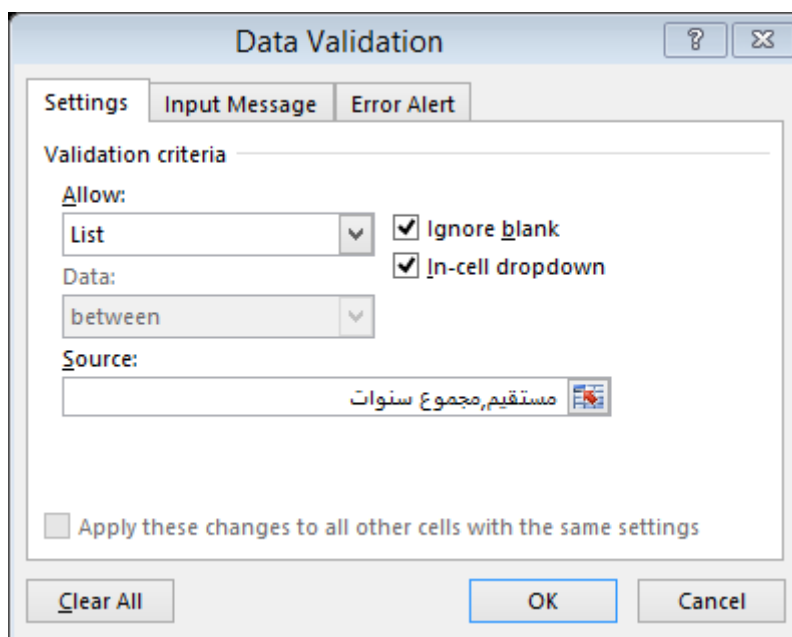 Data Validation
Settings
Input Message
Error Alert
Validation criteria
Allow:
List
Ignore blank
In-cell dropdown
Data:
between
Source:
مستقیم,مجموع سنوات
Apply these changes to all other cells with the same settings
Clear All
OK
Cancel